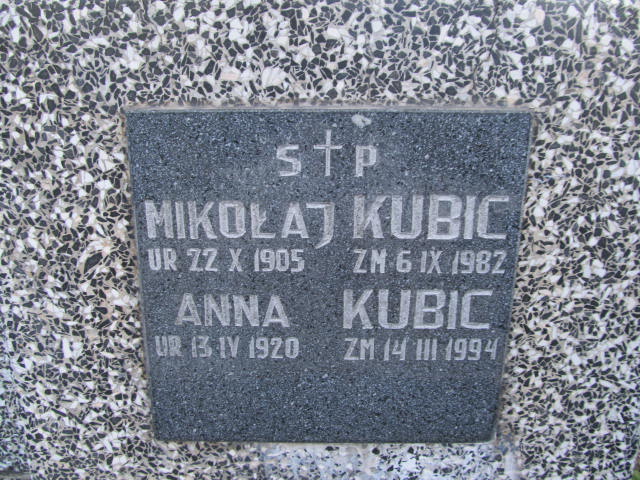 S†P
MIKOŁAJ KUBIC
UR 22 X 1905 ZM 6 IX 1982
ANNA KUBIC
UR 13 IV 1920 ZM 14 III 1994